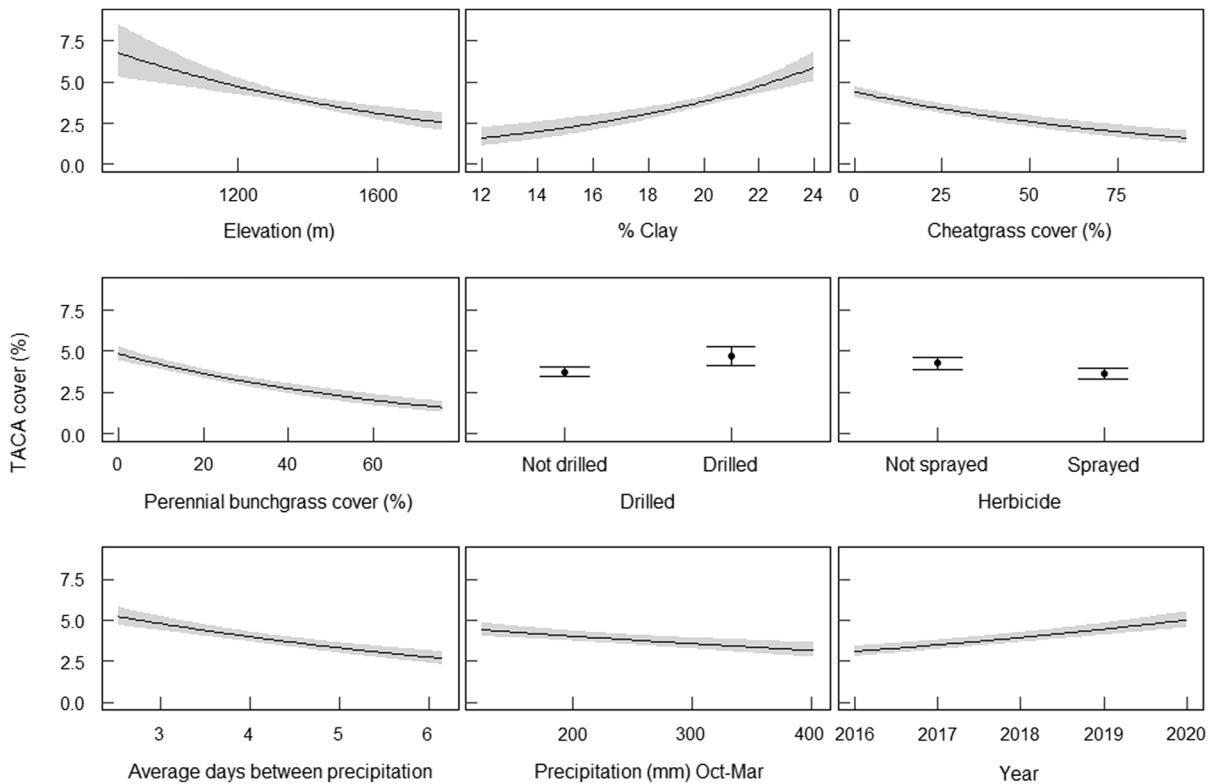 TACA cover (%)
7.5
5.0
2.5
0.0
1200 1600
Elevation (m)
12 14 16 18 20 22 24
% Clay
0 25 50 75
Cheatgrass cover (%)
7.5
5.0
2.5
0.0
0 20 40 60
Perennial bunchgrass cover (%)
Not drilled Drilled
Drilled
Not sprayed Sprayed
Herbicide
7.5
5.0
2.5
0.0
3 4 5 6
Average days between precipitation
200 300 400
Precipitation (mm) Oct-Mar
2016 2017 2018 2019 2020
Year